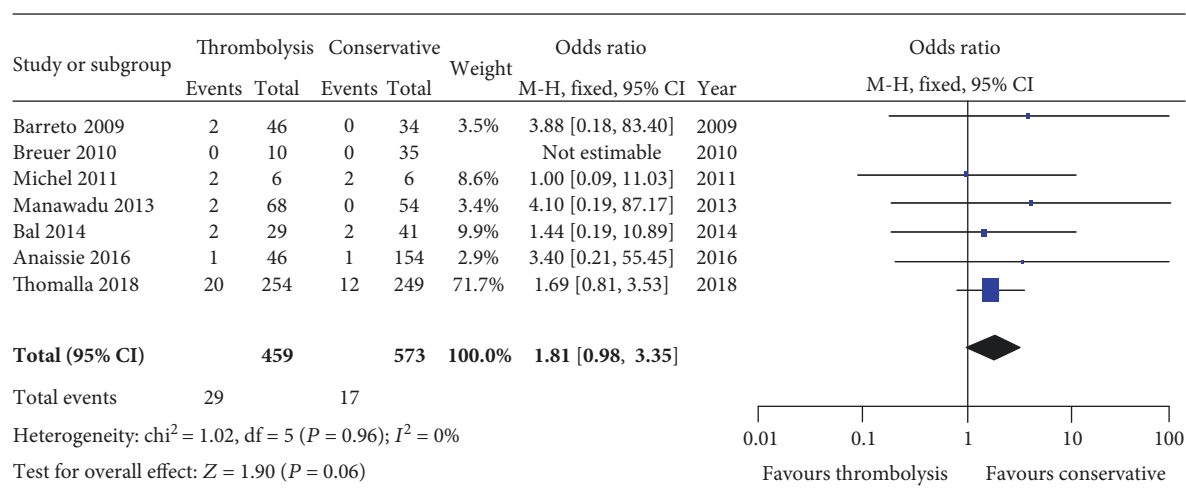 Study or subgroup Thrombolysis Conservative Weight Odds ratio Odds ratio
Events Total Events Total M-H, fixed, 95% CI Year M-H, fixed, 95% CI
Barreto 2009 2 46 0 34 3.5% 3.88 [0.18, 83.40] 2009
Breuer 2010 0 10 0 35 Not estimable 2010
Michel 2011 2 6 2 6 8.6% 1.00 [0.09, 11.03] 2011
Manawadu 2013 2 68 0 54 3.4% 4.10 [0.19, 87.17] 2013
Bal 2014 2 29 2 41 9.9% 1.44 [0.19, 10.89] 2014
Anaissie 2016 1 46 1 154 2.9% 3.40 [0.21, 55.45] 2016
Thomalla 2018 20 254 12 249 71.7% 1.69 [0.81, 3.53] 2018
Total (95% CI) 459 573 100.0% 1.81 [0.98, 3.35]
Total events 29 17
Heterogeneity: chi² = 1.02, df = 5 (P = 0.96); I² = 0%
Test for overall effect: Z = 1.90 (P = 0.06)
0.01 0.1 1 10 100
Favours thrombolysis Favours conservative